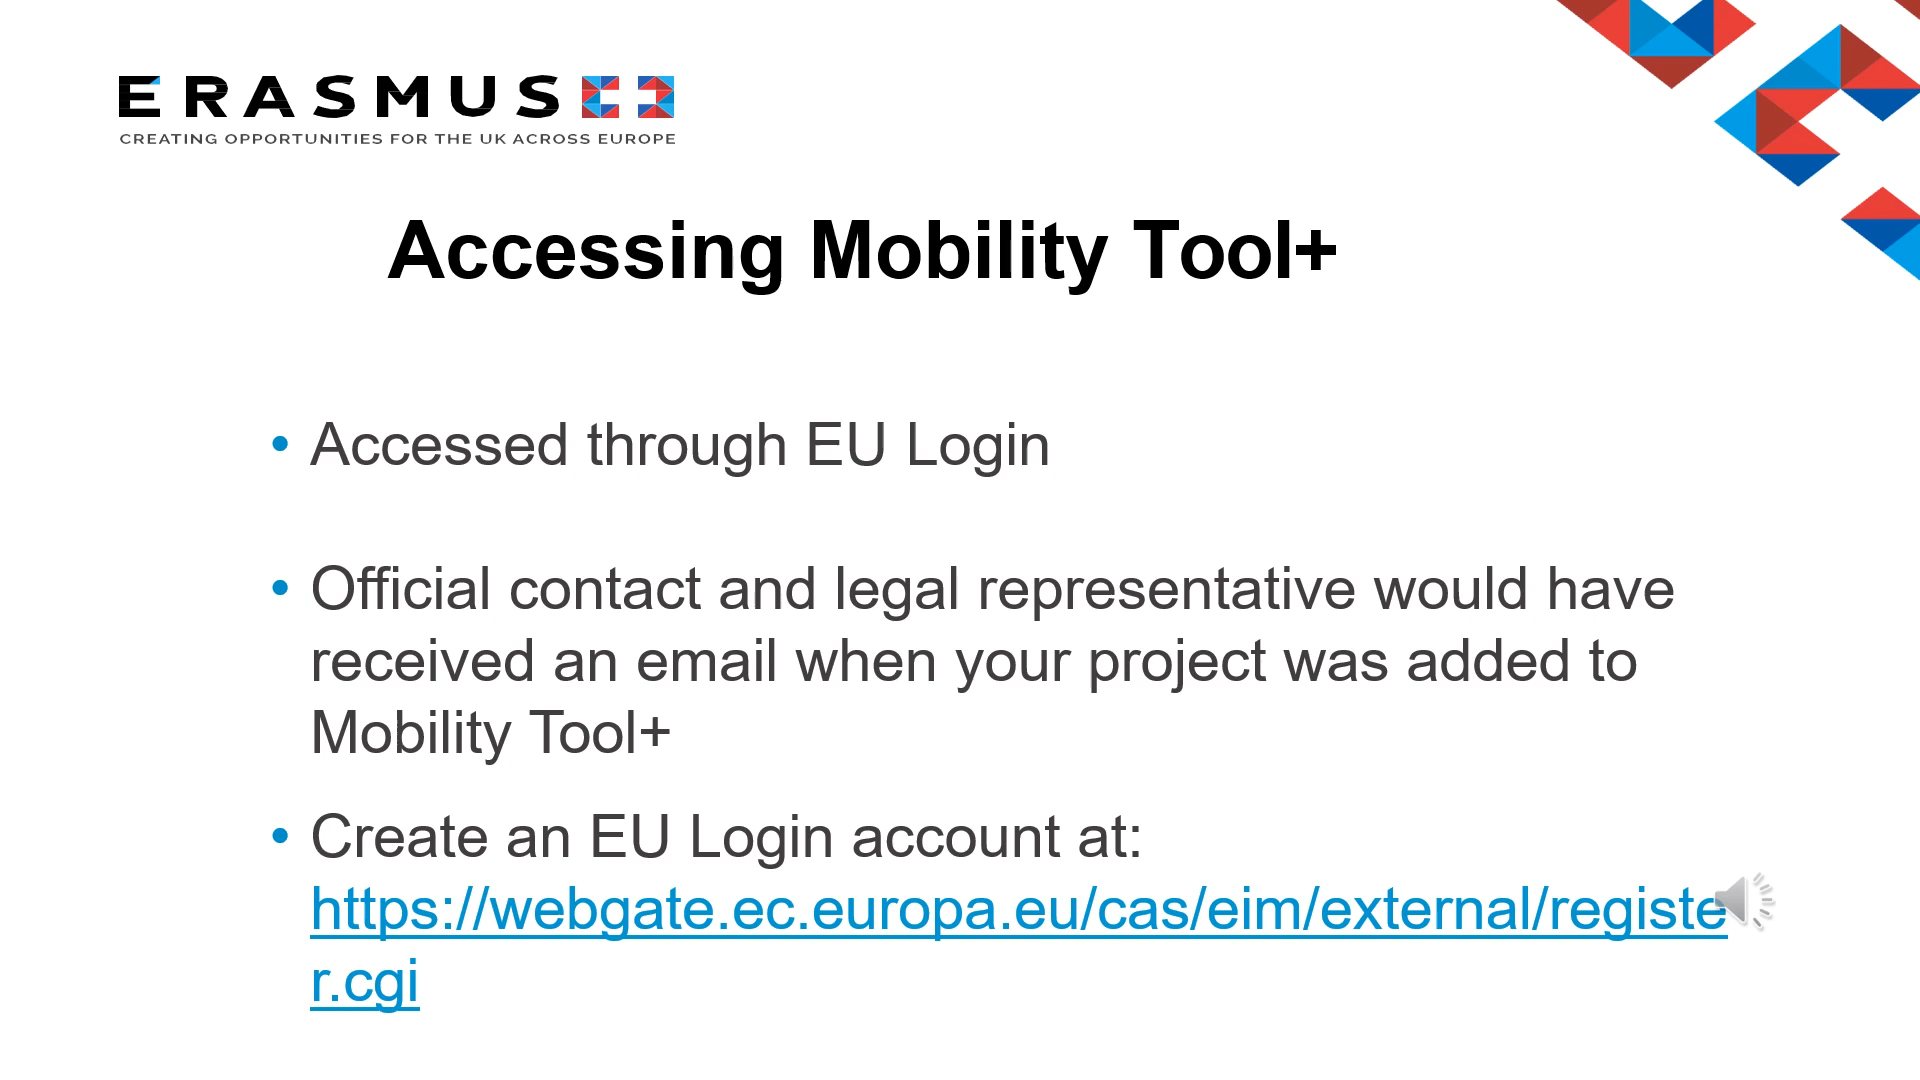 ERASMUS
CREATING OPPORTUNITIES FOR THE UK ACROSS EUROPE
Accessing Mobility Tool+
• Accessed through EU Login
• Official contact and legal representative would have
received an email when your project was added to
Mobility Tool+
• Create an EU Login account at:
https://webgate.ec.europa.eu/cas/eim/external/registe
r.cgi